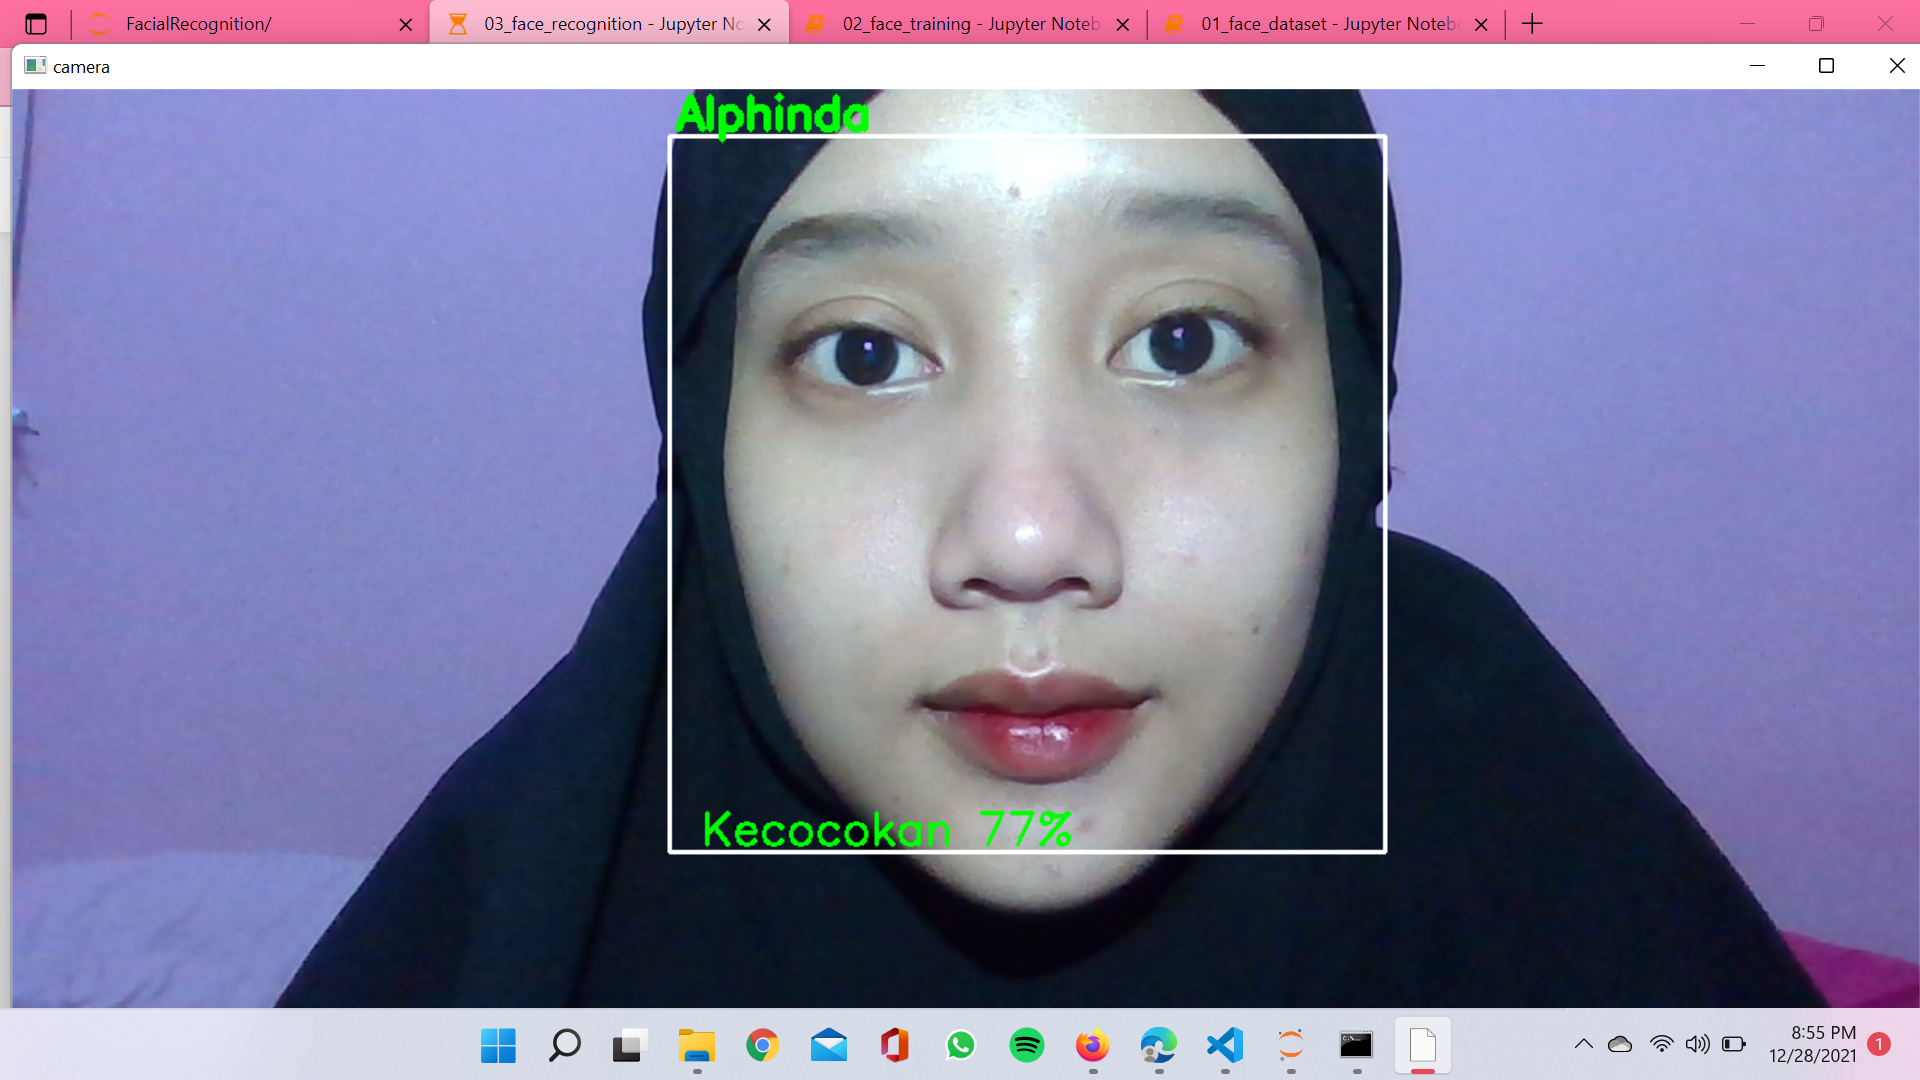 FacialRecognition/
03_face_recognition - Jupyter No
02_face_training - Jupyter Noteb
01_face_dataset - Jupyter Noteb
camera
Alphinda
Kecocokan 77%
8:55 PM
12/28/2021
1